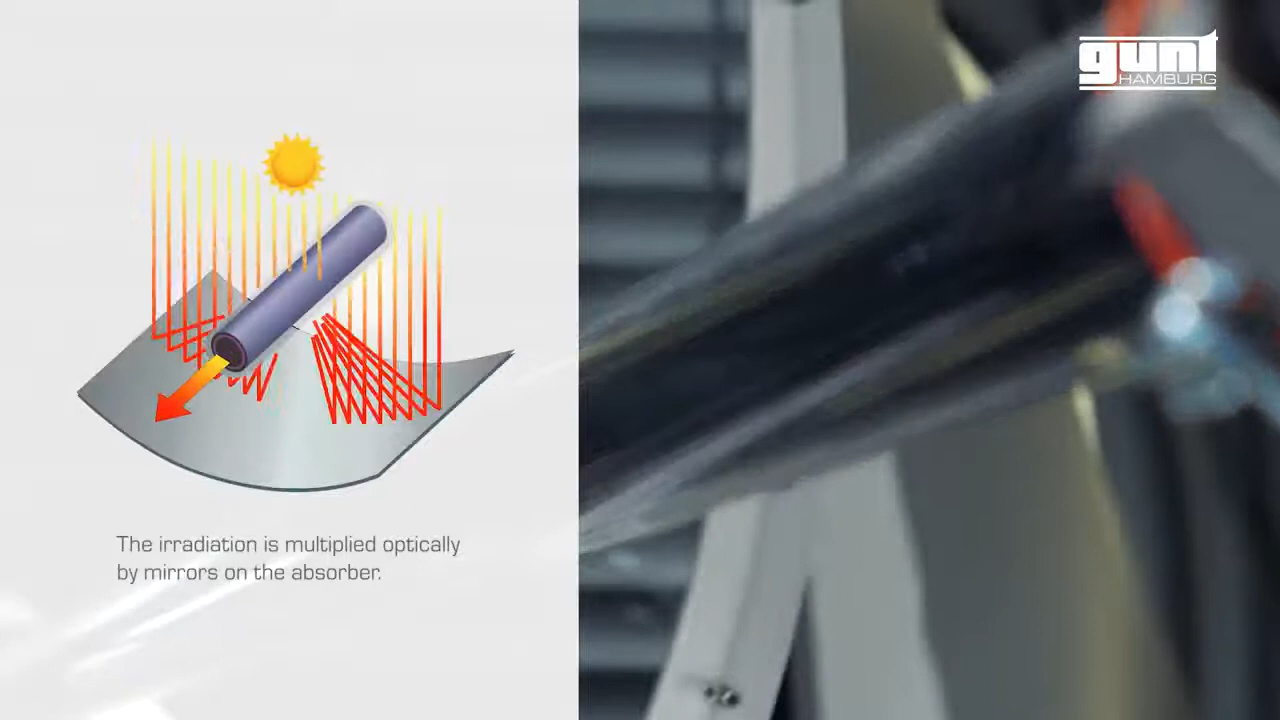 gunt
HAMBURG
The irradiation is multiplied optically
by mirrors on the absorber.